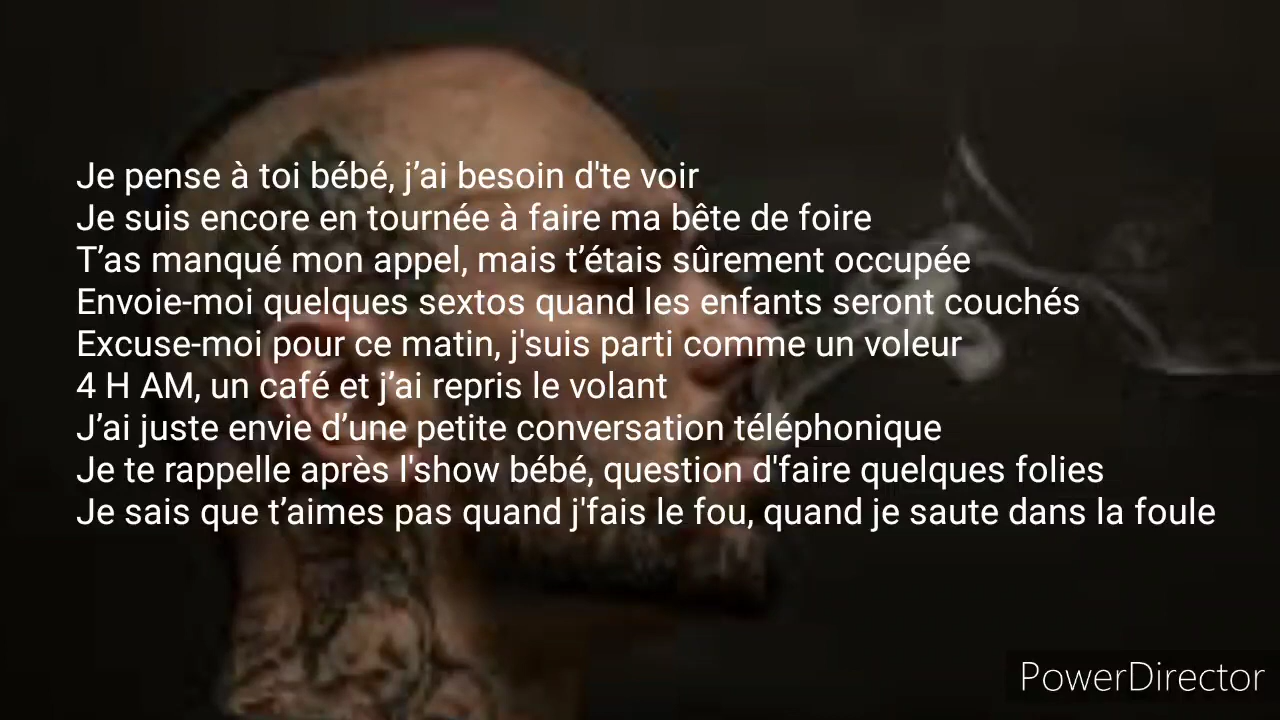 Je pense à toi bébé, j’ai besoin d'te voir
Je suis encore en tournée à faire ma bête de foire
T’as manqué mon appel, mais t’étais sûrement occupée
Envoie-moi quelques sextos quand les enfants seront couchés
Excuse-moi pour ce matin, j'suis parti comme un voleur
4 H AM, un café et j’ai repris le volant
J’ai juste envie d’une petite conversation téléphonique
Je te rappelle après l'show bébé, question d'faire quelques folies
Je sais que t’aimes pas quand j'fais le fou, quand je saute dans la foule
PowerDirector